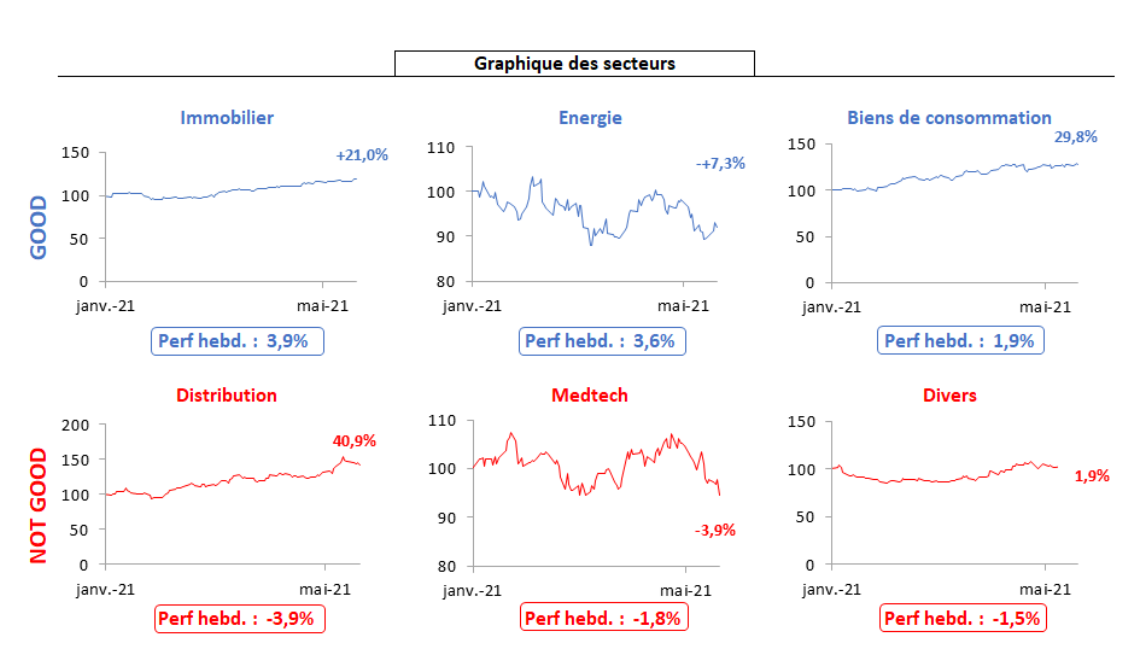 Graphique des secteurs
GOOD
Immobilier
+21,0%
150
100
50
0
janv.-21
mai-21
Perf hebd. : 3,9%
Energie
-+7,3%
110
100
90
80
janv.-21
mai-21
Perf hebd. : 3,6%
Biens de consommation
29,8%
150
100
50
0
janv.-21
mai-21
Perf hebd. : 1,9%
NOT GOOD
Distribution
40,9%
200
150
100
50
0
janv.-21
mai-21
Perf hebd. : -3,9%
Medtech
110
100
90
80
-3,9%
janv.-21
mai-21
Perf hebd. : -1,8%
Divers
150
100
50
0
1,9%
janv.-21
mai-21
Perf hebd. : -1,5%